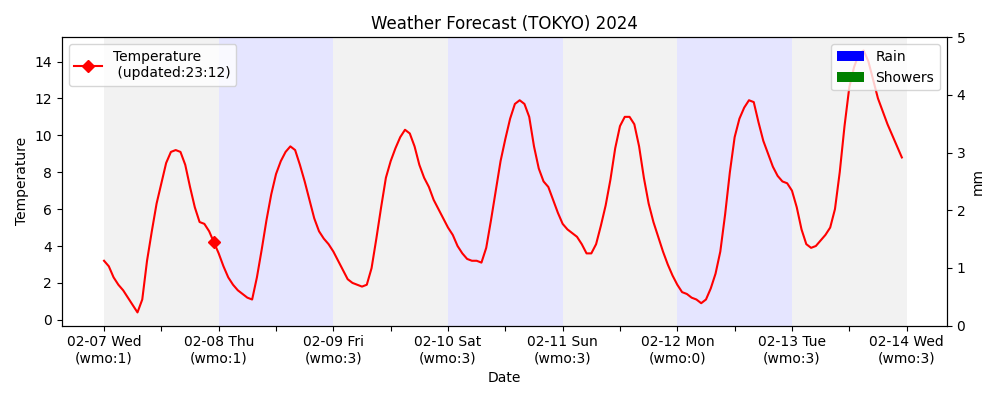 Weather Forecast (TOKYO) 2024
Temperature
(updated:23:12)
Rain
Showers
14
12
10
8
6
4
2
0
Temperature
5
4
3
2
1
0
mm
02-07 Wed
(wmo:1)
02-08 Thu
(wmo:1)
02-09 Fri
(wmo:3)
02-10 Sat
(wmo:3)
02-11 Sun
(wmo:3)
02-12 Mon
(wmo:0)
02-13 Tue
(wmo:3)
02-14 Wed
(wmo:3)
Date